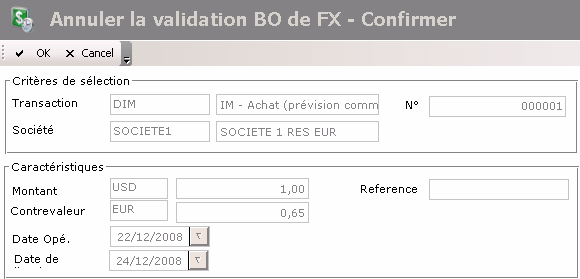 Annuler la validation BO de FX - Confirmer
OK Cancel
Critères de sélection
Transaction DIM IM - Achat (prévision comm N° 000001
Société SOCIETE1 SOCIETE 1 RES EUR
Caractéristiques
Montant USD 1,00 Reference
Contrevaleur EUR 0,65
Date Opé. 22/12/2008
Date de 24/12/2008